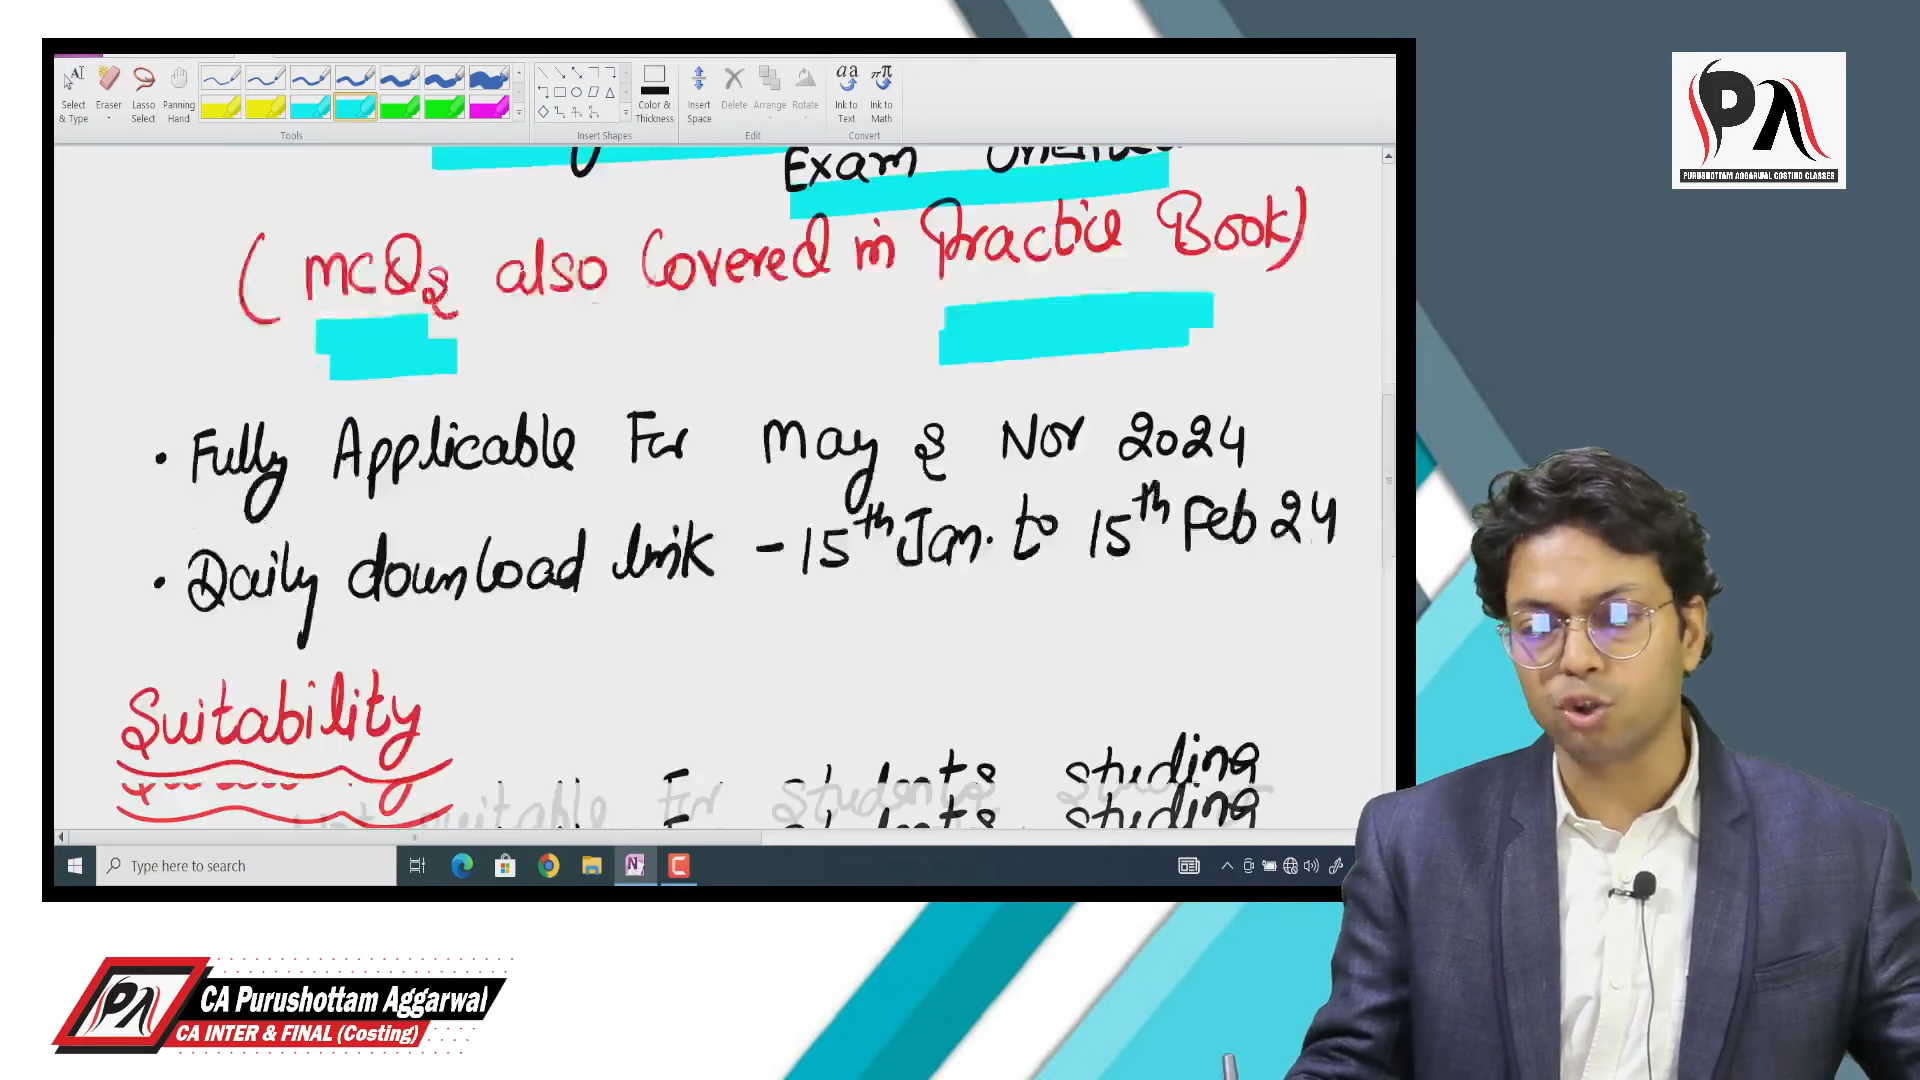 Select & Type
Eraser
Lasso Select
Panning Hand
Color & Thickness
Insert Space
Delete
Arrange
Rotate
Ink to Text
Ink to Math
Tools
Insert Shapes
Edit
Convert
PURUSHOTTAM AGGARWAL COSTING CLASSES
Exam
( MCQs also Covered in Practice Book)
• Fully Applicable For May & Nov 2024
• Daily download link - 15th Jan. to 15th Feb 24
Suitability
For students studing
Type here to search
PA
CA Purushottam Aggarwal
CA INTER & FINAL (Costing)